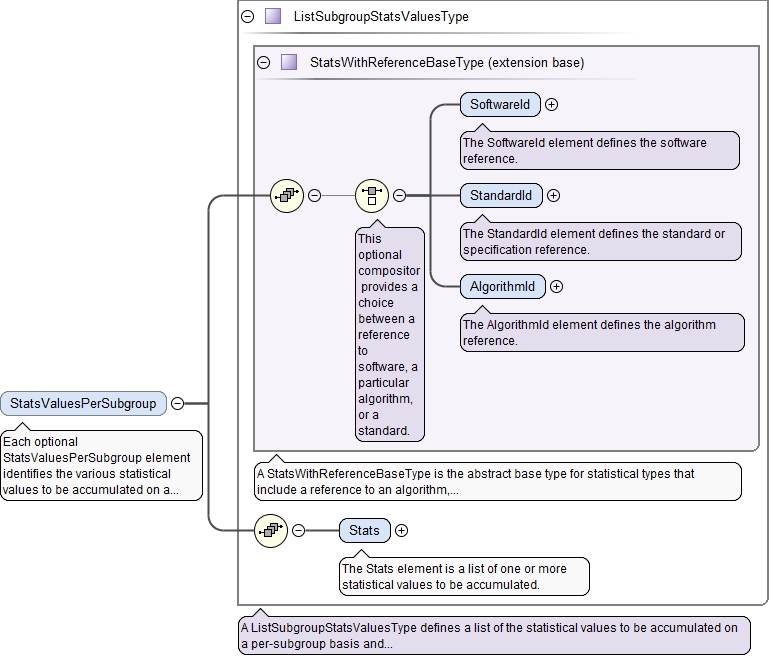 ListSubgroupStatsValuesType
StatsWithReferenceBaseType (extension base)
SoftwareId
The SoftwareId element defines the software
reference.
StandardId
The StandardId element defines the standard or
specification reference.
AlgorithmId
The AlgorithmId element defines the algorithm
reference.
This
optional
compositor
provides a
choice
between a
reference
to
software, a
particular
algorithm,
or a
standard.
StatsValuesPerSubgroup
Each optional
StatsValuesPerSubgroup element
identifies the various statistical
values to be accumulated on a...
A StatsWithReferenceBaseType is the abstract base type for statistical types that
include a reference to an algorithm,...
Stats
The Stats element is a list of one or more
statistical values to be accumulated.
A ListSubgroupStatsValuesType defines a list of the statistical values to be accumulated on
a per-subgroup basis and...